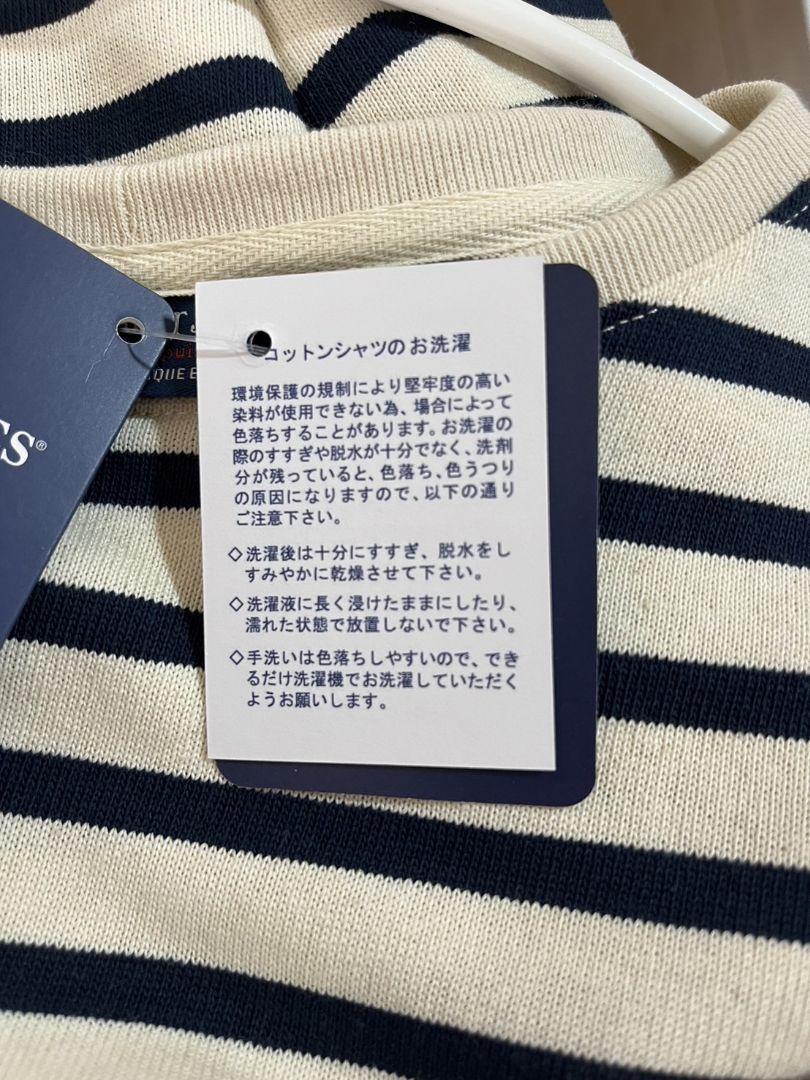 コットンシャツのお洗濯
環境保護の規制により堅牢度の高い
染料が使用できない為、場合によって
色落ちすることがあります。お洗濯の
際のすすぎや脱水が十分でなく、洗剤
分が残っていると、色落ち、色うつり
の原因になりますので、以下の通り
ご注意下さい。
◇洗濯後は十分にすすぎ、脱水をし
すみやかに乾燥させて下さい。
◇洗濯液に長く浸けたままにしたり、
濡れた状態で放置しないで下さい。
◇手洗いは色落ちしやすいので、でき
るだけ洗濯機でお洗濯していただく
ようお願いします。